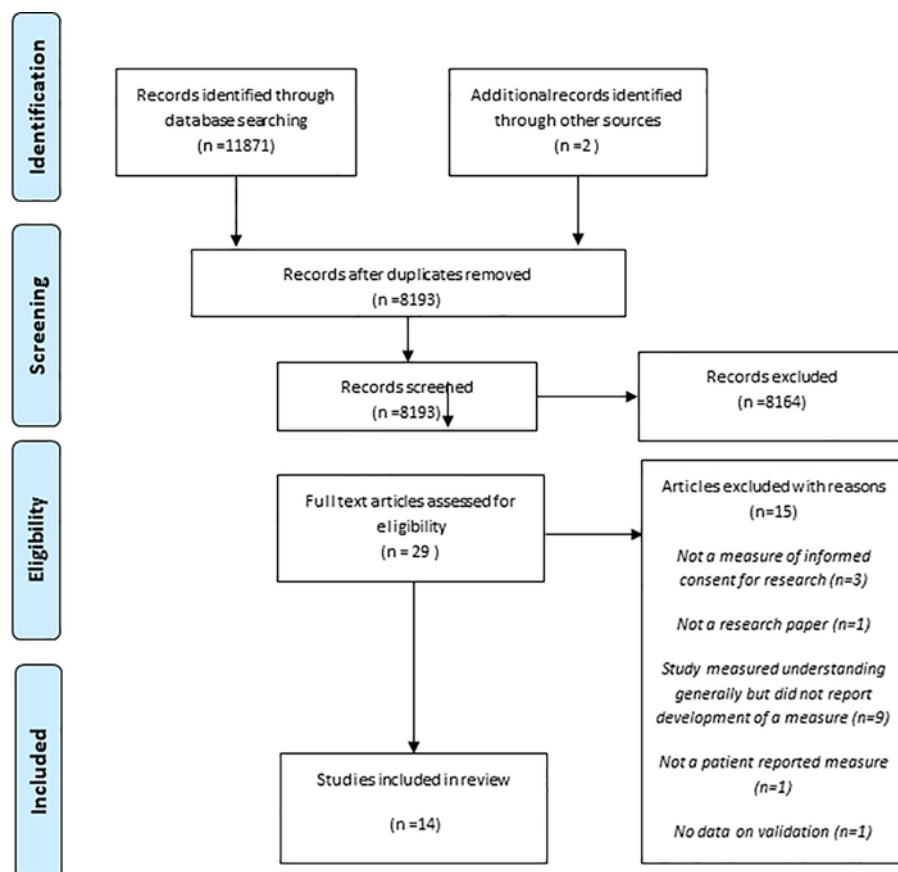 Identification
Records identified through
database searching
(n =11871)
Additional records identified
through other sources
(n =2 )
Screening
Records after duplicates removed
(n =8193)
Records screened
(n =8193)
Records excluded
(n =8164)
Eligibility
Full text articles assessed for
eligibility
(n = 29 )
Articles excluded with reasons
(n=15)
Not a measure of informed
consent for research (n=3)
Not a research paper (n=1)
Study measured understanding
generally but did not report
development of a measure (n=9)
Not a patient reported measure
(n=1)
No data on validation (n=1)
Included
Studies included in review
(n =14)